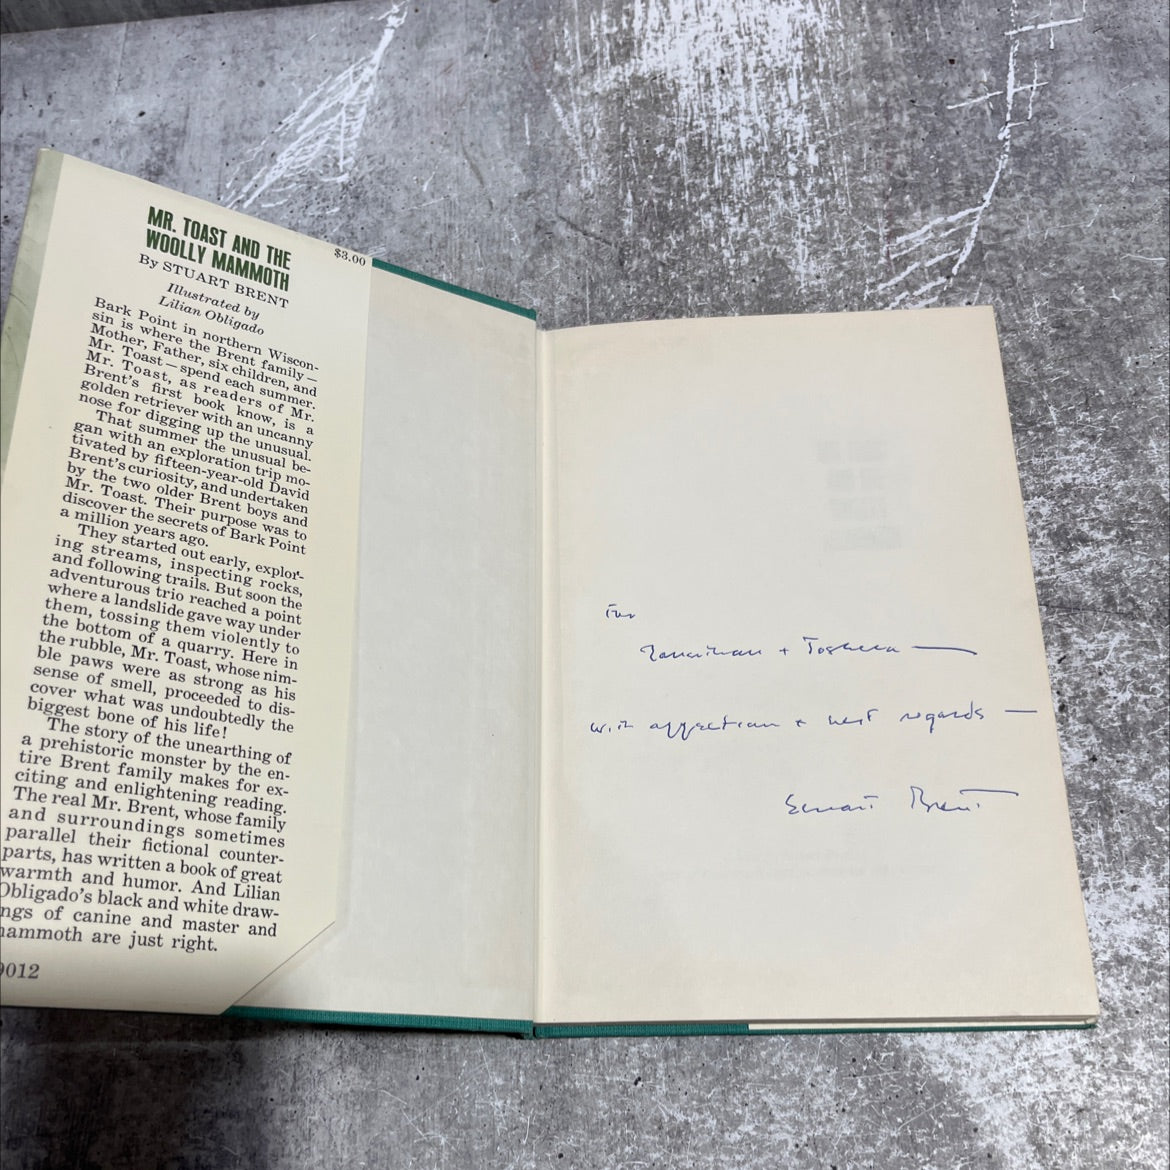 MR. TOAST AND THE
WOOLLY MAMMOTH
$3.00
By STUART BRENT
Illustrated by
Lilian Obligado
Bark Point in northern Wiscon-
sin is where the Brent family—
Mother, Father, six children, and
Mr. Toast—spend each summer.
Mr. Toast, as readers of Mr.
Brent's first book know, is a
golden retriever with an uncanny
nose for digging up the unusual.
That summer the unusual be-
gan with an exploration trip mo-
tivated by fifteen-year-old David
Brent's curiosity, and undertaken
by the two older Brent boys and
Mr. Toast. Their purpose was to
discover the secrets of Bark Point
a million years ago.
They started out early, explor-
ing streams, inspecting rocks,
and following trails. But soon the
adventurous trio reached a point
where a landslide gave way under
them, tossing them violently to
the bottom of a quarry. Here in
the rubble, Mr. Toast, whose nim-
ble paws were as strong as his
sense of smell, proceeded to dis-
cover what was undoubtedly the
biggest bone of his life!
The story of the unearthing of
a prehistoric monster by the en-
tire Brent family makes for ex-
citing and enlightening reading.
The real Mr. Brent, whose family
and surroundings sometimes
parallel their fictional counter-
parts, has written a book of great
warmth and humor. And Lilian
Obligado's black and white draw-
ngs of canine and master and
ammoth are just right.
9012
For
Jonathan +
with affection + best regards —
Stuart Brent